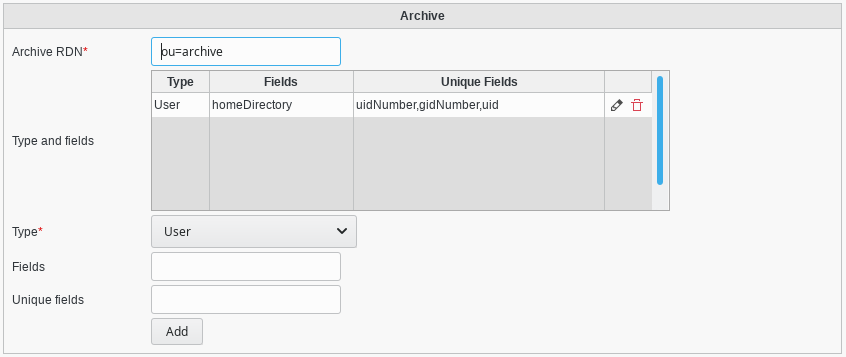 Archive
Archive RDN*
ou=archive
Type Fields Unique Fields
User homeDirectory uidNumber,gidNumber,uid
Type and fields
Type* User
Fields
Unique fields
Add